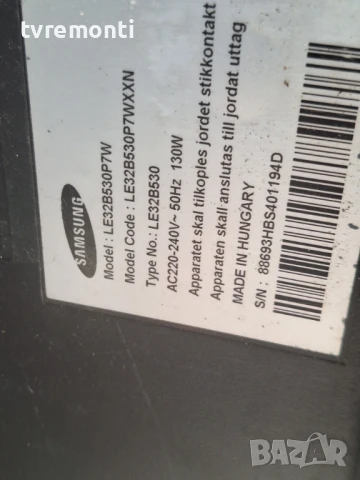 tvremonti
SAMSUNG
Model : LE32B530P7W
Model Code : LE32B530P7WXXN
Type No.: LE32B530
AC220-240V~ 50Hz 130W
Apparatet skal tilkoples jordet stikkontakt
Apparaten skall anslutas till jordat uttag
MADE IN HUNGARY
S/N : 88693HBS401194D
BAZAR